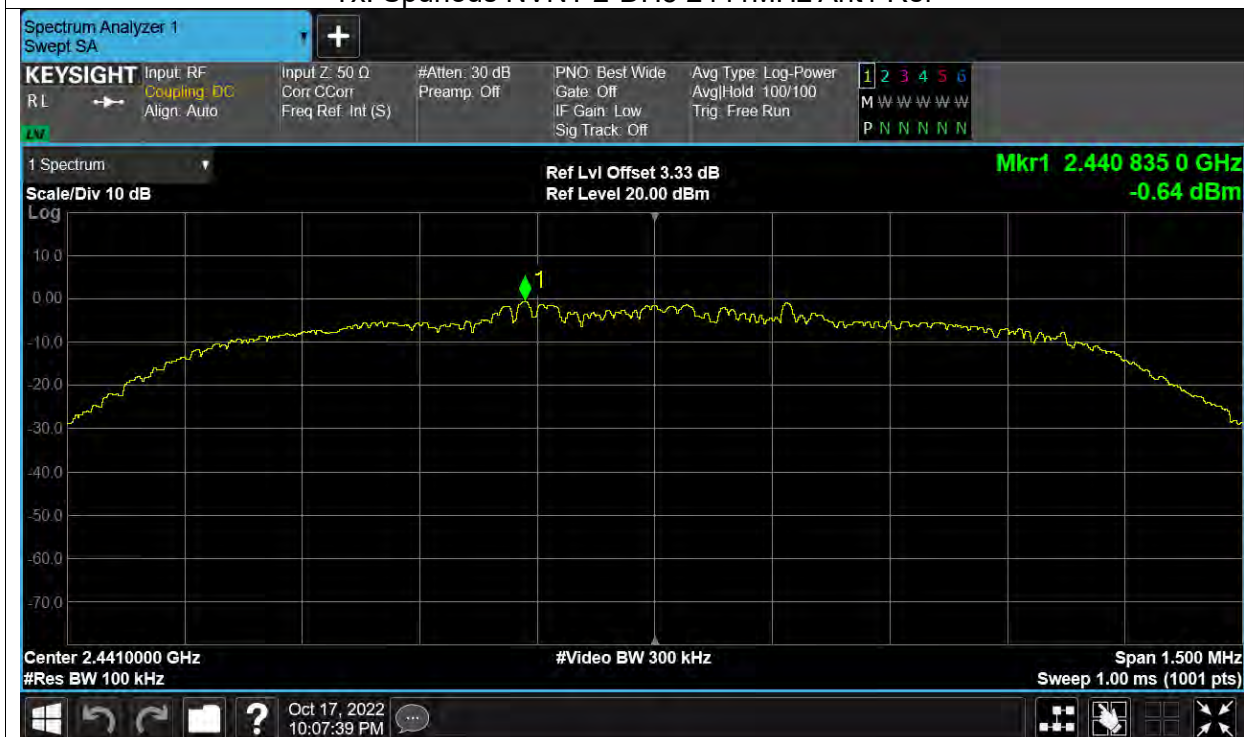 Spectrum Analyzer 1
Swept SA
+
KEYSIGHT
RL
Input: RF
Coupling: DC
Align: Auto
Input Z: 50 Ω
Corr CCorr
Freq Ref: Int (S)
#Atten: 30 dB
Preamp: Off
PNO: Best Wide
Gate: Off
IF Gain: Low
Sig Track: Off
Avg Type: Log-Power
Avg|Hold: 100/100
Trig: Free Run
1 2 3 4 5 6
M W W W W W
P N N N N N
1 Spectrum
Scale/Div 10 dB
Log
Ref Lvl Offset 3.33 dB
Ref Level 20.00 dBm
Mkr1 2.440 835 0 GHz
-0.64 dBm
10.0
0.00
-10.0
-20.0
-30.0
-40.0
-50.0
-60.0
-70.0
1
Center 2.4410000 GHz
#Res BW 100 kHz
#Video BW 300 kHz
Span 1.500 MHz
Sweep 1.00 ms (1001 pts)
?
Oct 17, 2022
10:07:39 PM